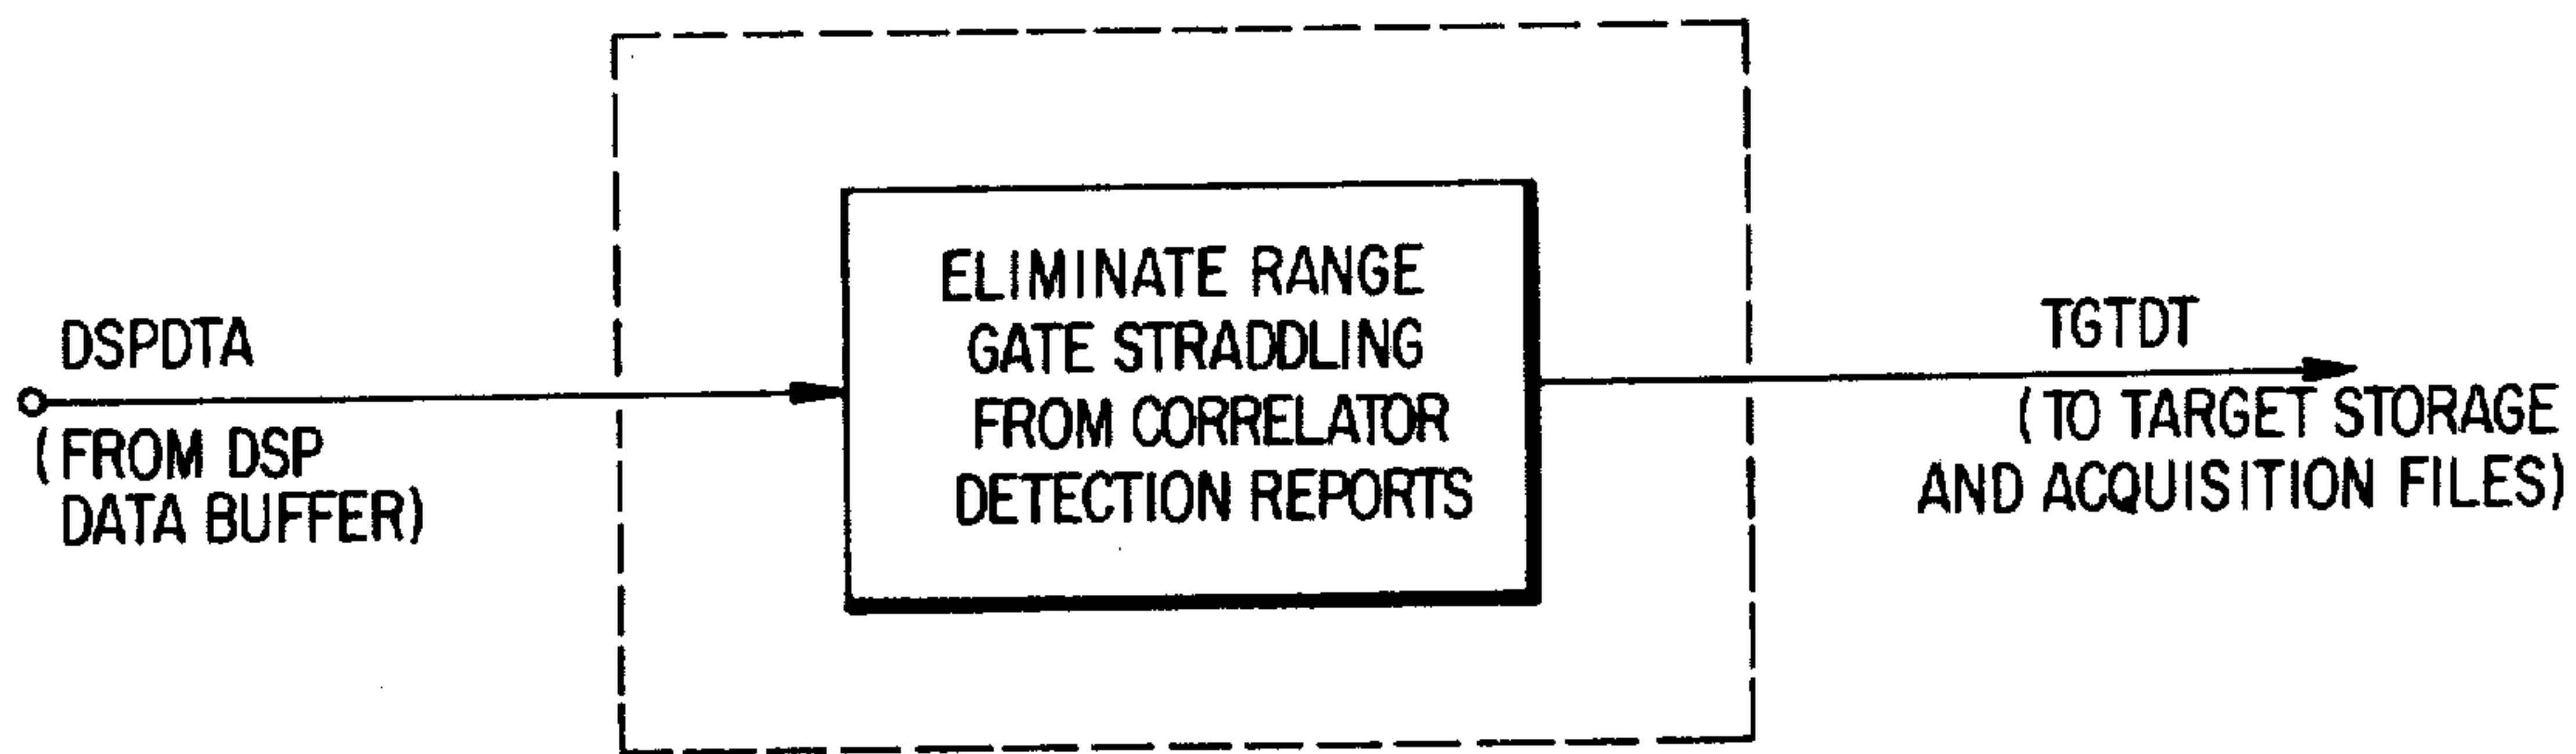 DSPDTA
(FROM DSP
DATA BUFFER)
ELIMINATE RANGE
GATE STRADDLING
FROM CORRELATOR
DETECTION REPORTS
TGTDT
(TO TARGET STORAGE
AND ACQUISITION FILES)